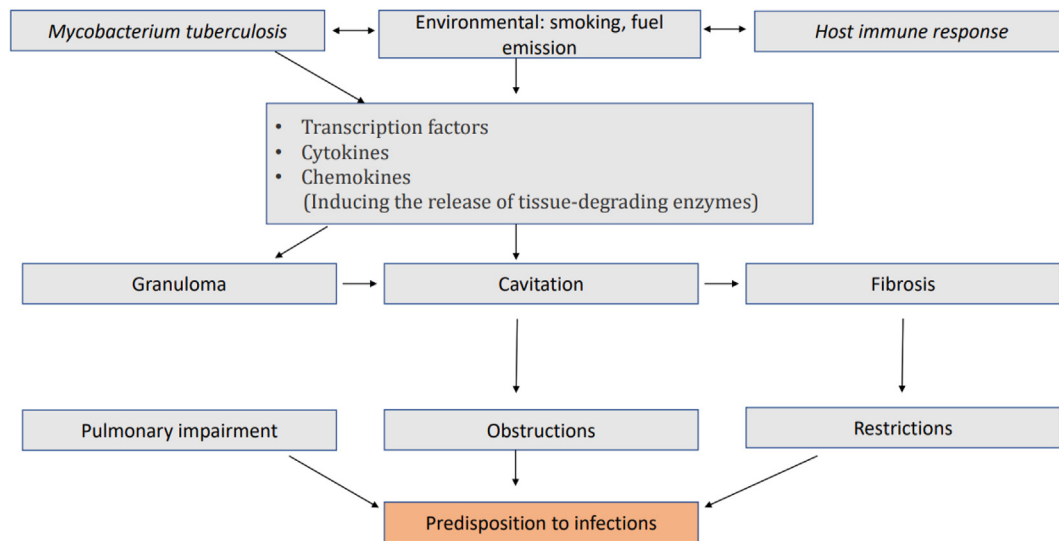 Mycobacterium tuberculosis
Environmental: smoking, fuel
emission
Host immune response
• Transcription factors
• Cytokines
• Chemokines
(Inducing the release of tissue-degrading enzymes)
Granuloma
Cavitation
Fibrosis
Pulmonary impairment
Obstructions
Restrictions
Predisposition to infections